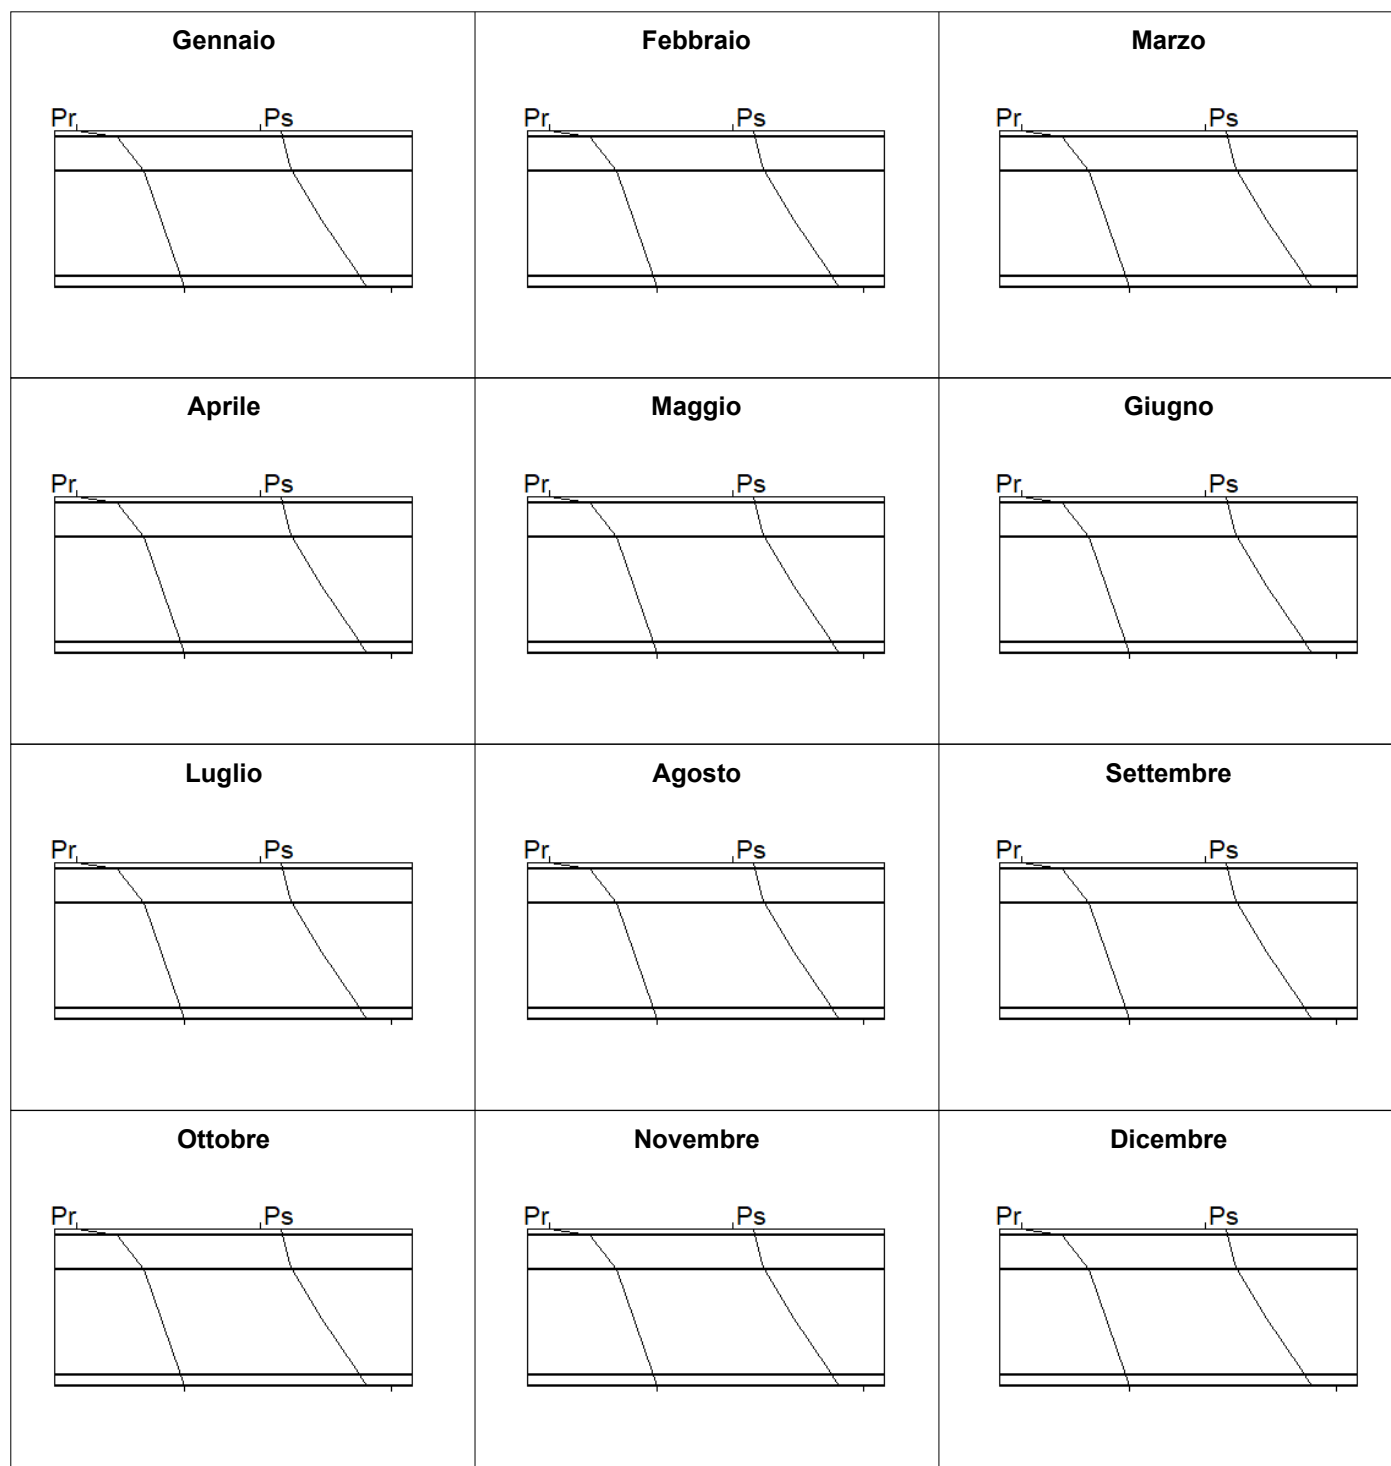 Gennaio Febbraio Marzo
Pr Ps Pr Ps Pr Ps
Aprile Maggio Giugno
Pr Ps Pr Ps Pr Ps
Luglio Agosto Settembre
Pr Ps Pr Ps Pr Ps
Ottobre Novembre Dicembre
Pr Ps Pr Ps Pr Ps